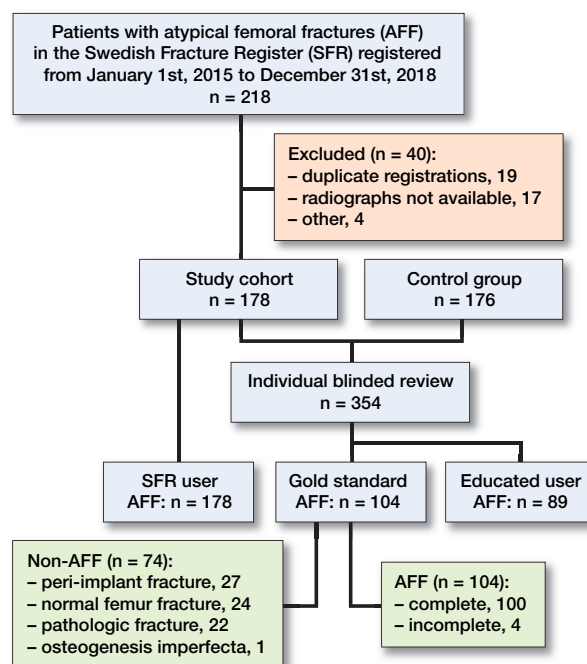 Patients with atypical femoral fractures (AFF)
in the Swedish Fracture Register (SFR) registered
from January 1st, 2015 to December 31st, 2018
n = 218
Excluded (n = 40):
– duplicate registrations, 19
– radiographs not available, 17
– other, 4
Study cohort
n = 178
Control group
n = 176
Individual blinded review
n = 354
SFR user
AFF: n = 178
Gold standard
AFF: n = 104
Educated user
AFF: n = 89
Non-AFF (n = 74):
– peri-implant fracture, 27
– normal femur fracture, 24
– pathologic fracture, 22
– osteogenesis imperfecta, 1
AFF (n = 104):
– complete, 100
– incomplete, 4